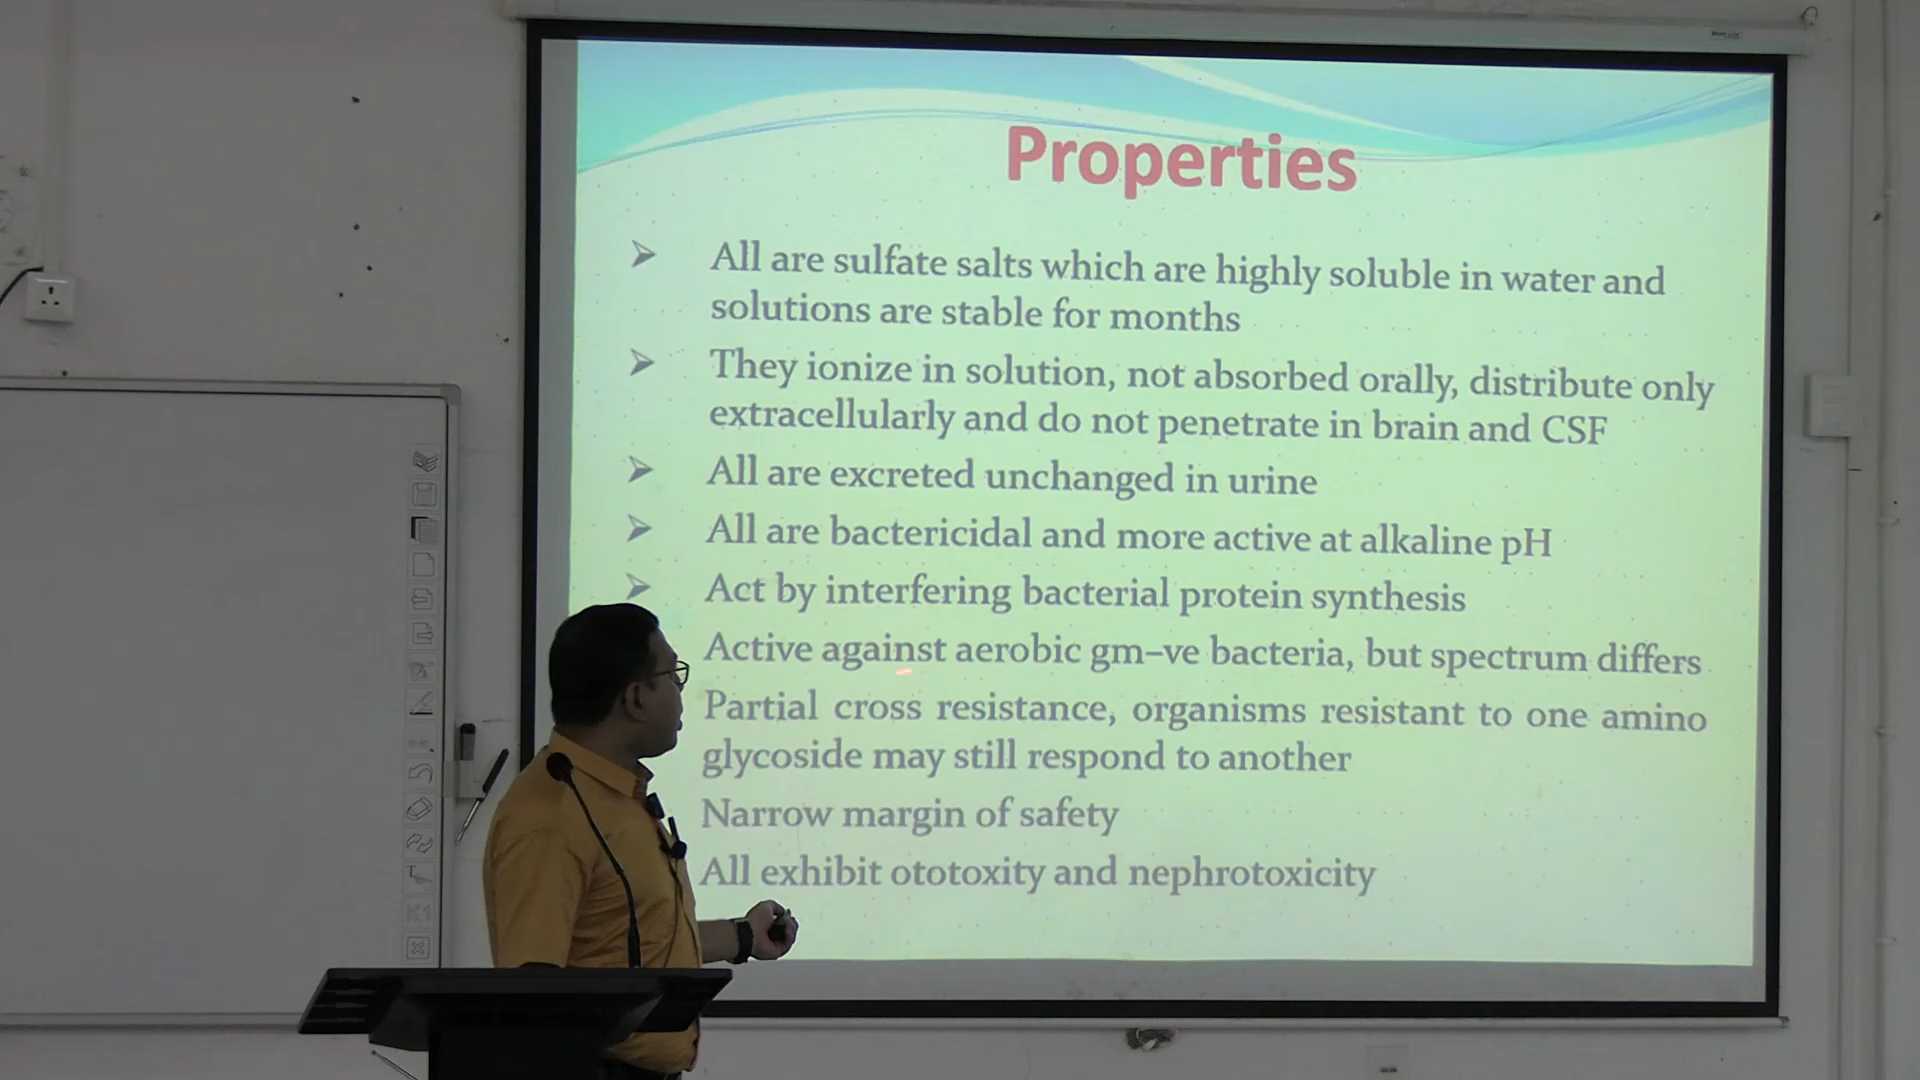 Properties
➢ All are sulfate salts which are highly soluble in water and
solutions are stable for months
➢ They ionize in solution, not absorbed orally, distribute only
extracellularly and do not penetrate in brain and CSF
➢ All are excreted unchanged in urine
➢ All are bactericidal and more active at alkaline pH
➢ Act by interfering bacterial protein synthesis
Active against aerobic gm–ve bacteria, but spectrum differs
Partial cross resistance, organisms resistant to one amino
glycoside may still respond to another
Narrow margin of safety
All exhibit ototoxity and nephrotoxicity